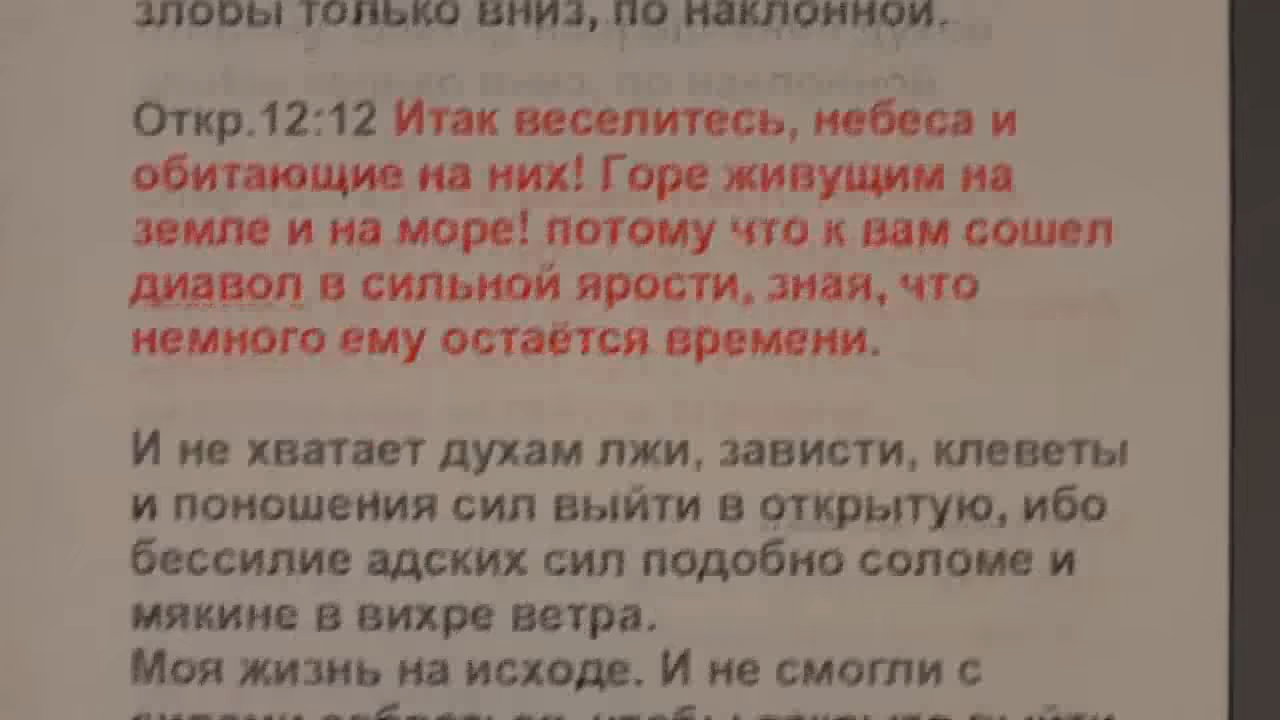 злобы только вниз, по наклонной.
Откр.12:12 Итак веселитесь, небеса и
обитающие на них! Горе живущим на
земле и на море! потому что к вам сошел
диавол в сильной ярости, зная, что
немного ему остаётся времени.
И не хватает духам лжи, зависти, клеветы
и поношения сил выйти в открытую, ибо
бессилие адских сил подобно соломе и
мякине в вихре ветра.
Моя жизнь на исходе. И не смогли с